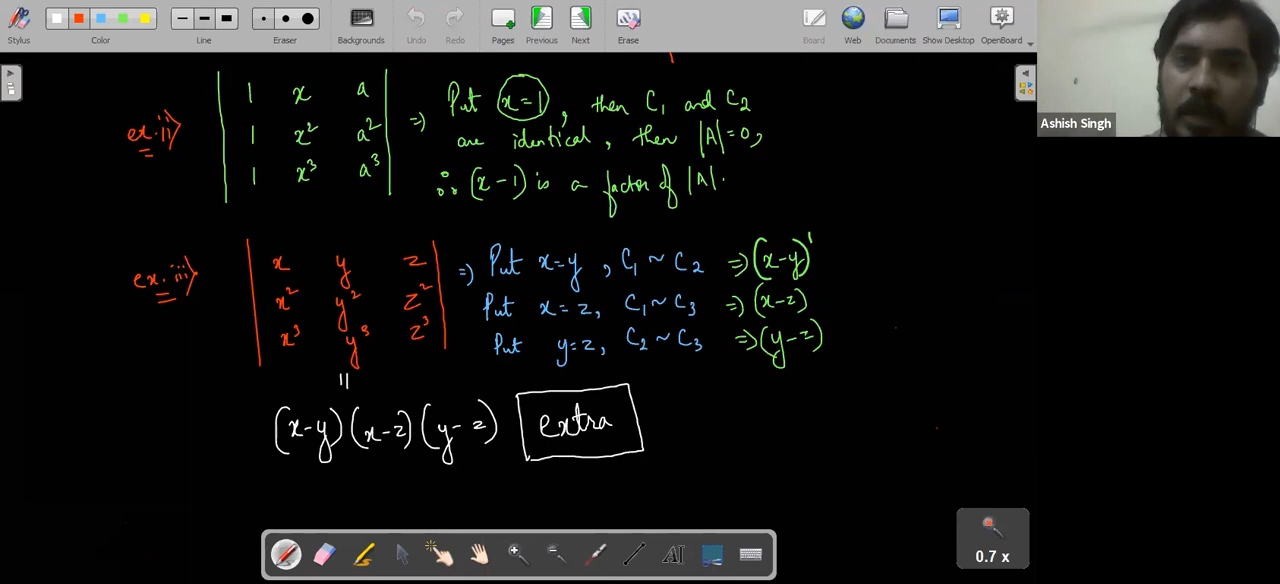 Stylus Color Line Eraser Backgrounds Undo Redo Pages Previous Next Erase Board Web Documents Show Desktop OpenBoard
Ashish Singh
ex. ii)
1 x a
1 x² a²
1 x³ a³
⇒ Put x=1, then C₁ and C₂
are identical, then |A|=0,
∴ (x-1) is a factor of |A|.
ex. iii)
x y z
x² y² z²
x³ y³ z³
⇒ Put x=y, C₁ ~ C₂ ⇒ (x-y)¹
Put x=z, C₁ ~ C₃ ⇒ (x-z)
Put y=z, C₂ ~ C₃ ⇒ (y-z)
||
(x-y)(x-z)(y-z) extra
AI
0.7 x